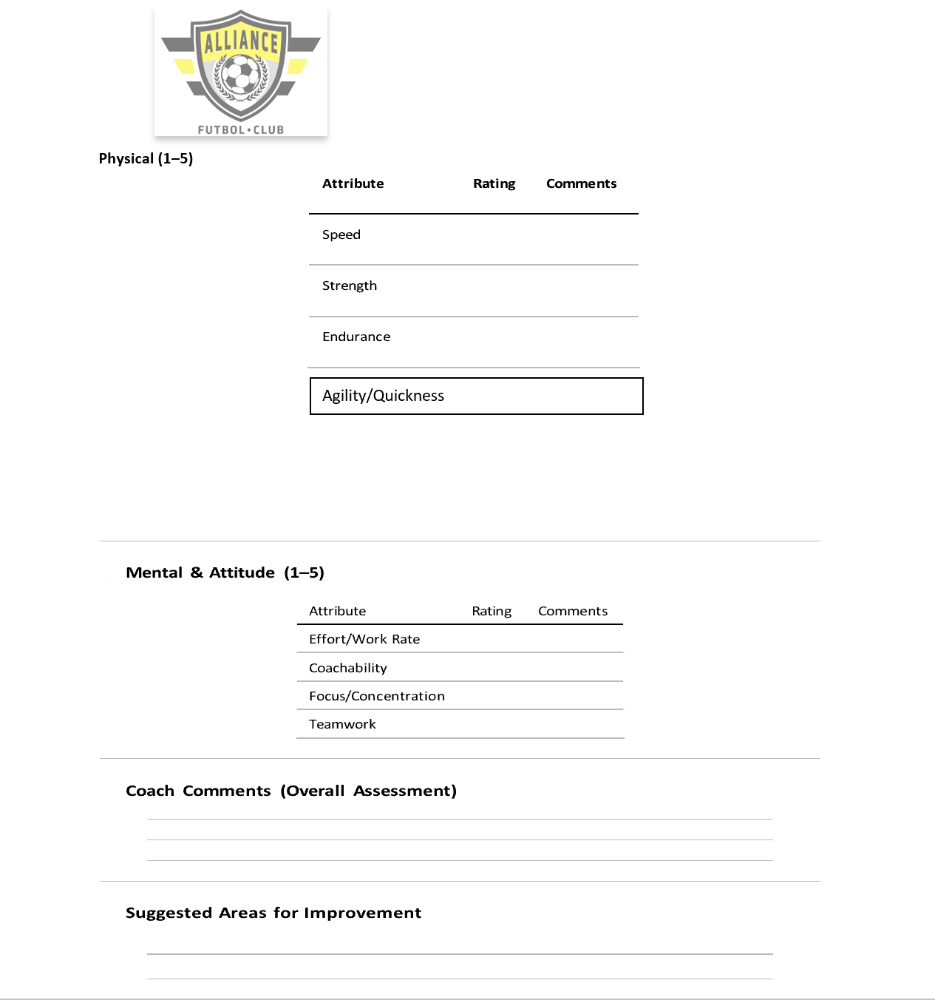 ALLIANCE
FUTBOL•CLUB
Physical (1–5)
Attribute Rating Comments
Speed
Strength
Endurance
Agility/Quickness
Mental & Attitude (1–5)
Attribute Rating Comments
Effort/Work Rate
Coachability
Focus/Concentration
Teamwork
Coach Comments (Overall Assessment)
Suggested Areas for Improvement